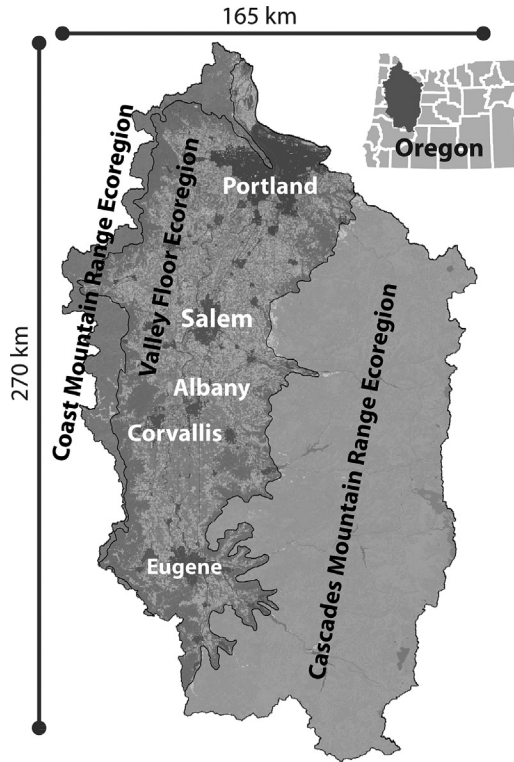 165 km
Oregon
Coast Mountain Range Ecoregion
Valley Floor Ecoregion
Portland
270 km
Salem
Albany
Corvallis
Eugene
Cascades Mountain Range Ecoregion